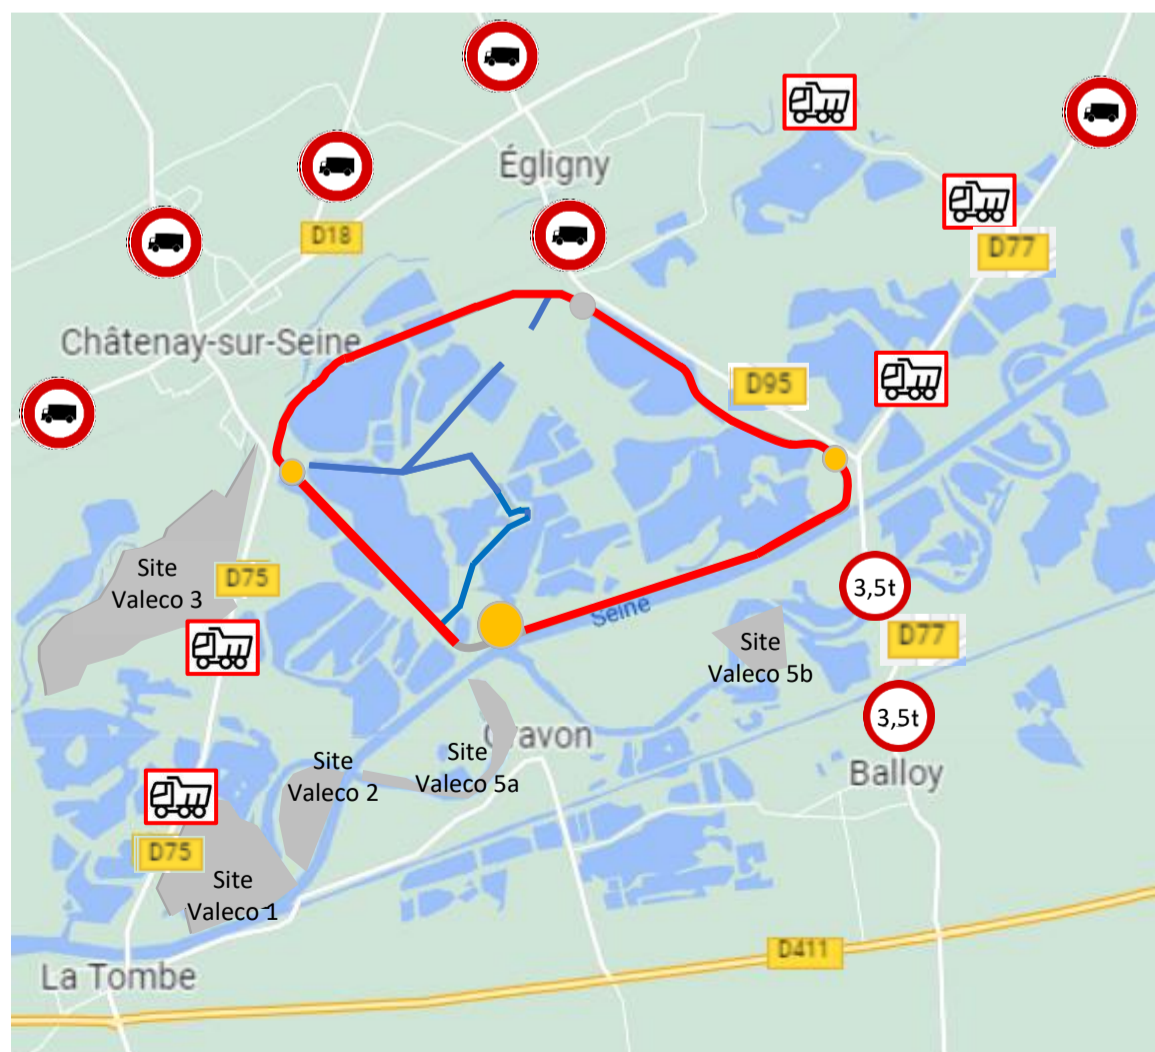 Égligny
D18
D77
Châtenay-sur-Seine
D95
Site
Valeco 3
D75
3,5t
Seine
D77
Site
Valeco 5b
3,5t
Gravon
Site
Valeco 2
Site
Valeco 5a
Balloy
D75
Site
Valeco 1
D411
La Tombe